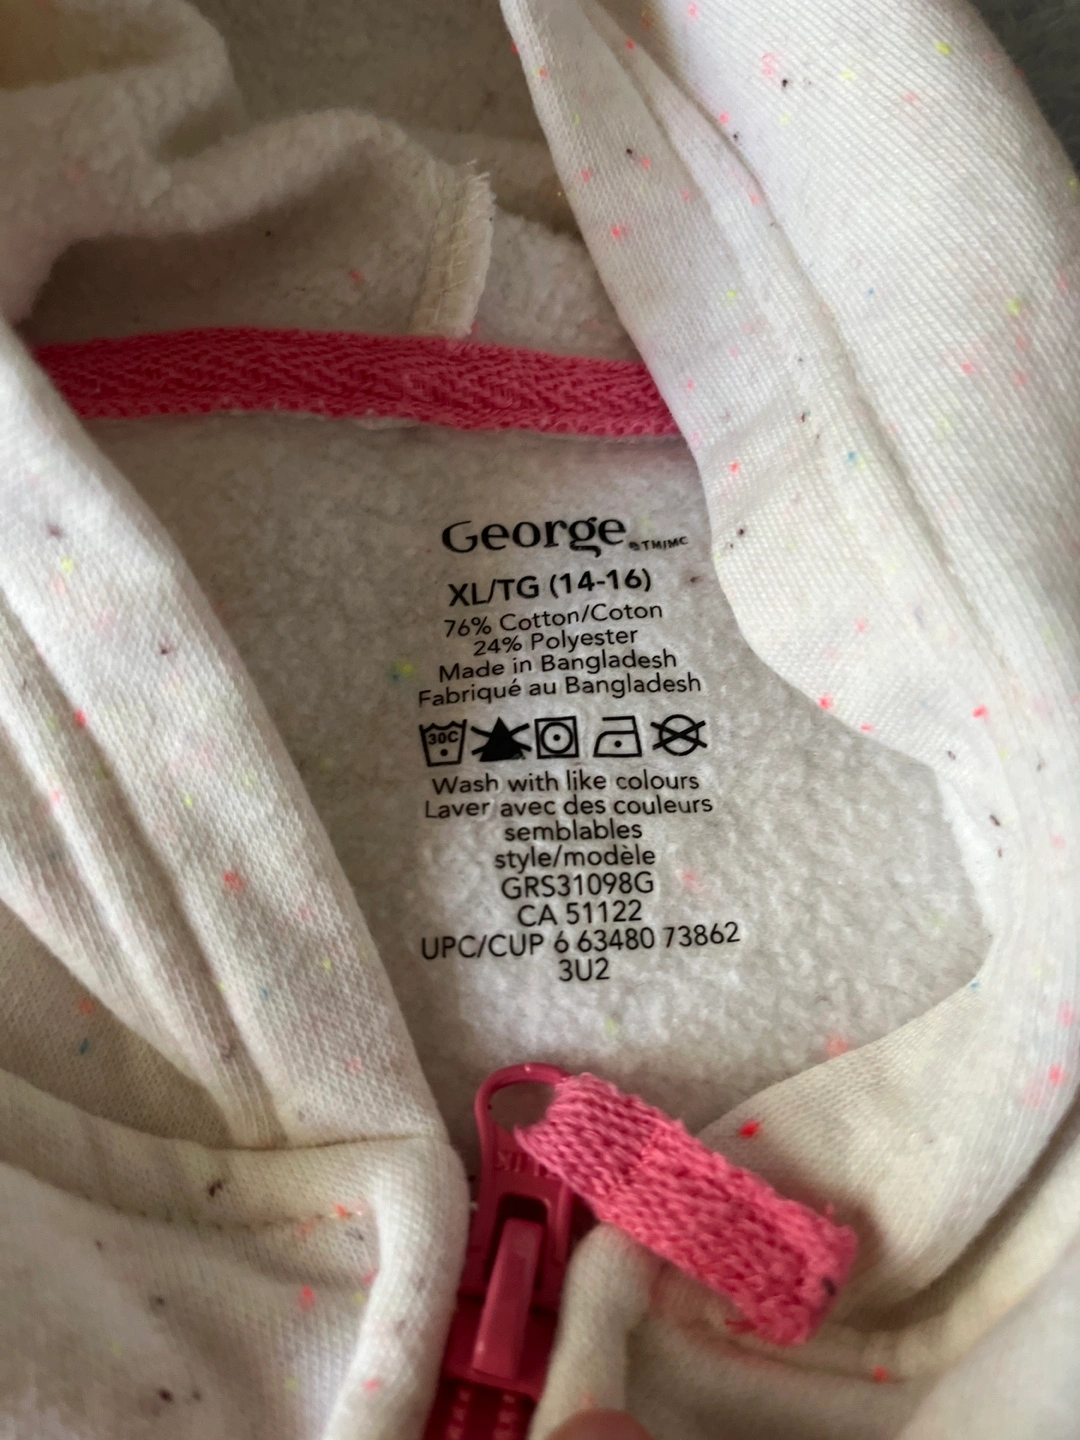 George ®TM/MC
XL/TG (14-16)
76% Cotton/Coton
24% Polyester
Made in Bangladesh
Fabriqué au Bangladesh
30C
Wash with like colours
Laver avec des couleurs
semblables
style/modèle
GRS31098G
CA 51122
UPC/CUP 6 63480 73862
3U2